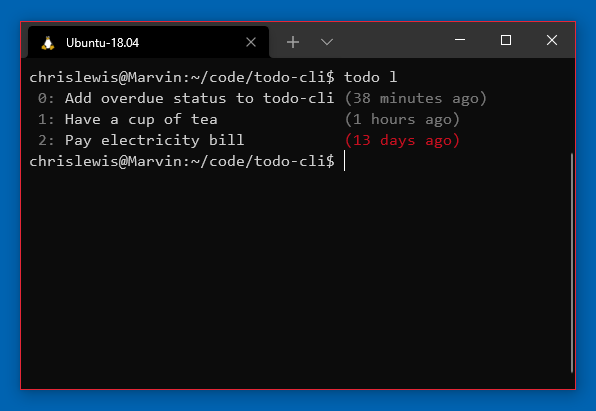 Ubuntu-18.04
chrislewis@Marvin:~/code/todo-cli$ todo l
0: Add overdue status to todo-cli (38 minutes ago)
1: Have a cup of tea (1 hours ago)
2: Pay electricity bill (13 days ago)
chrislewis@Marvin:~/code/todo-cli$